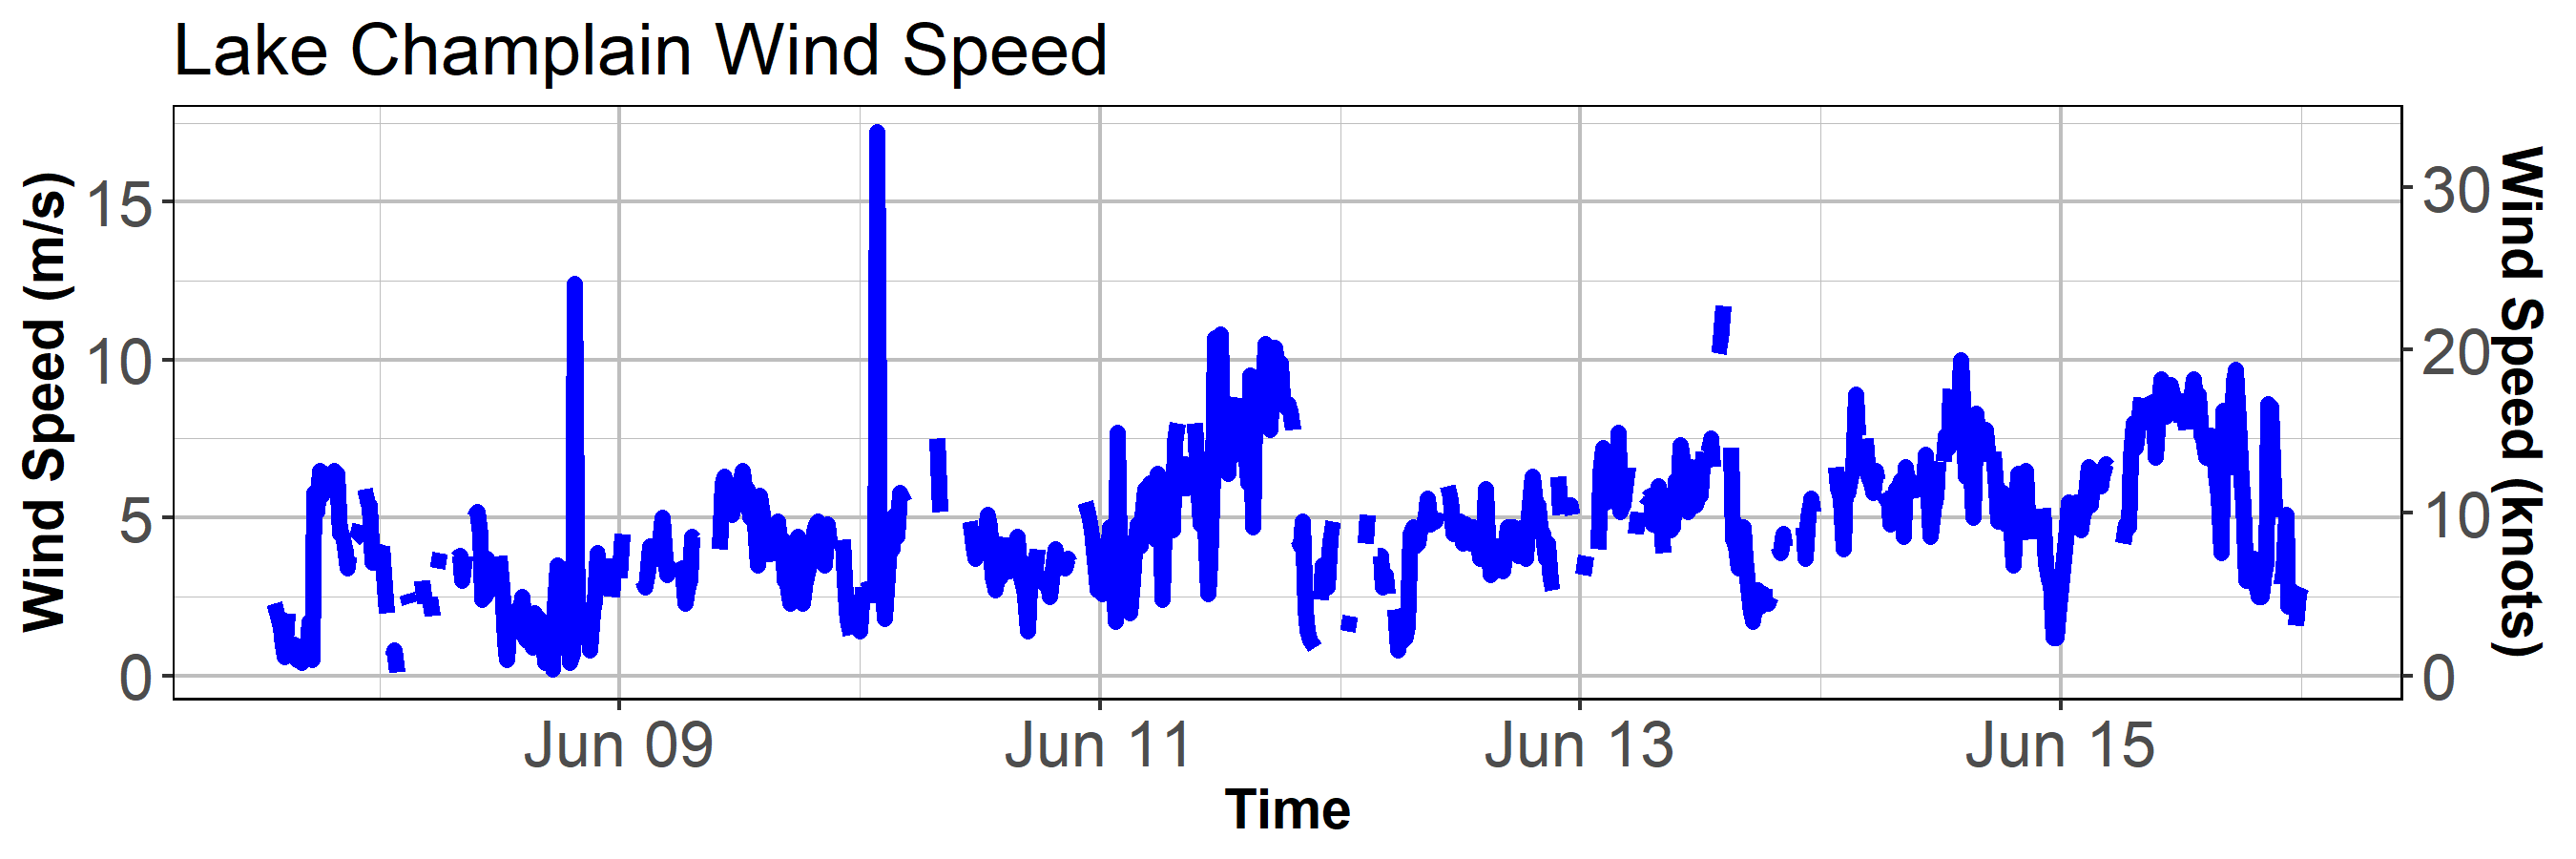 Lake Champlain Wind Speed
Wind Speed (m/s)
15
10
5
0
30
20
10
0
Wind Speed (knots)
Jun 09
Jun 11
Jun 13
Jun 15
Time